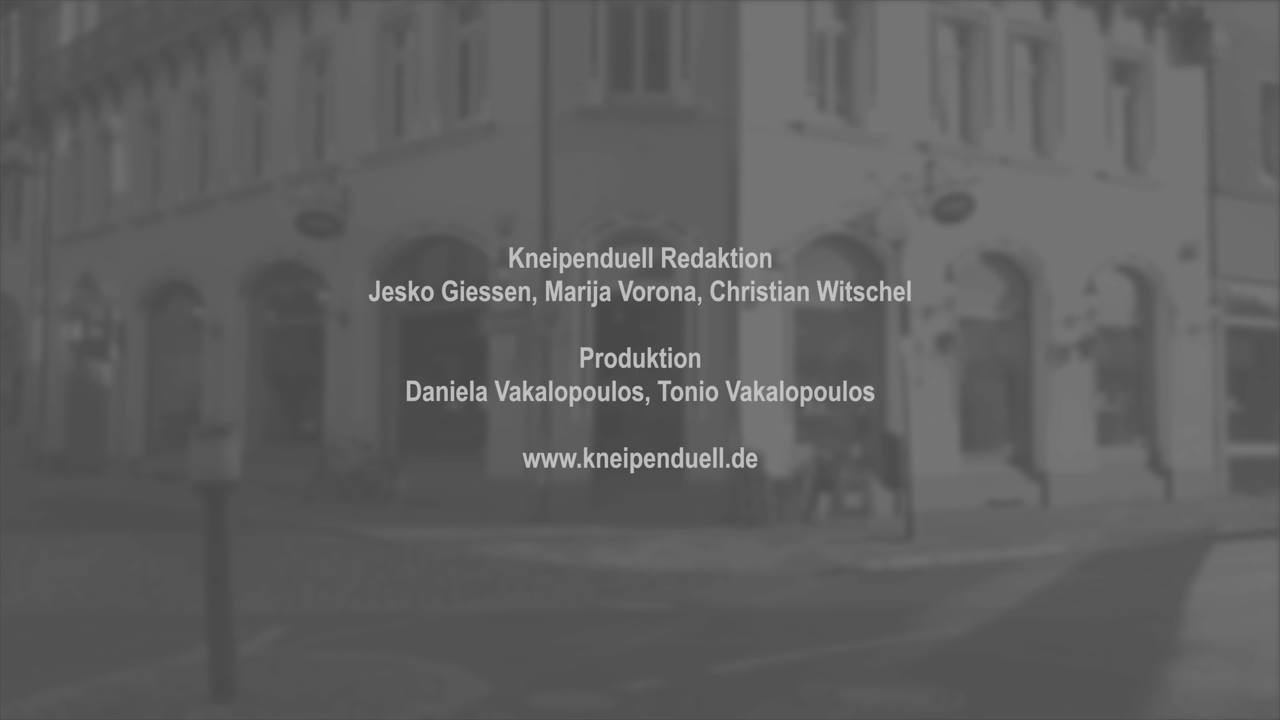 Kneipenduell Redaktion
Jesko Giessen, Marija Vorona, Christian Witschel
Produktion
Daniela Vakalopoulos, Tonio Vakalopoulos
www.kneipenduell.de